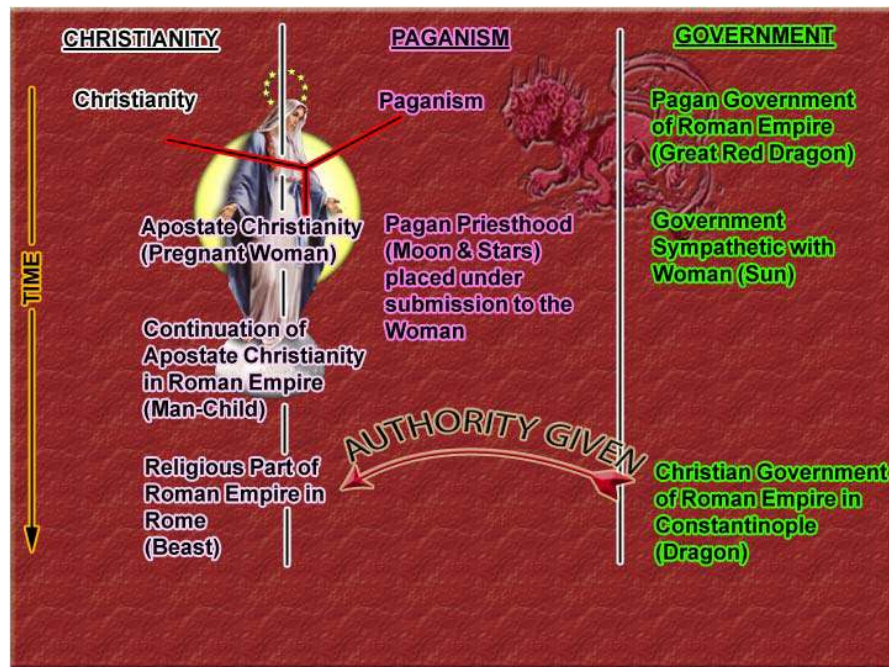 CHRISTIANITY
PAGANISM
GOVERNMENT
Christianity
Paganism
Pagan Government
of Roman Empire
(Great Red Dragon)
Apostate Christianity
(Pregnant Woman)
Pagan Priesthood
(Moon & Stars)
placed under
submission to the
Woman
Government
Sympathetic with
Woman (Sun)
TIME
Continuation of
Apostate Christianity
in Roman Empire
(Man-Child)
AUTHORITY GIVEN
Religious Part of
Roman Empire in
Rome
(Beast)
Christian Government
of Roman Empire in
Constantinople
(Dragon)